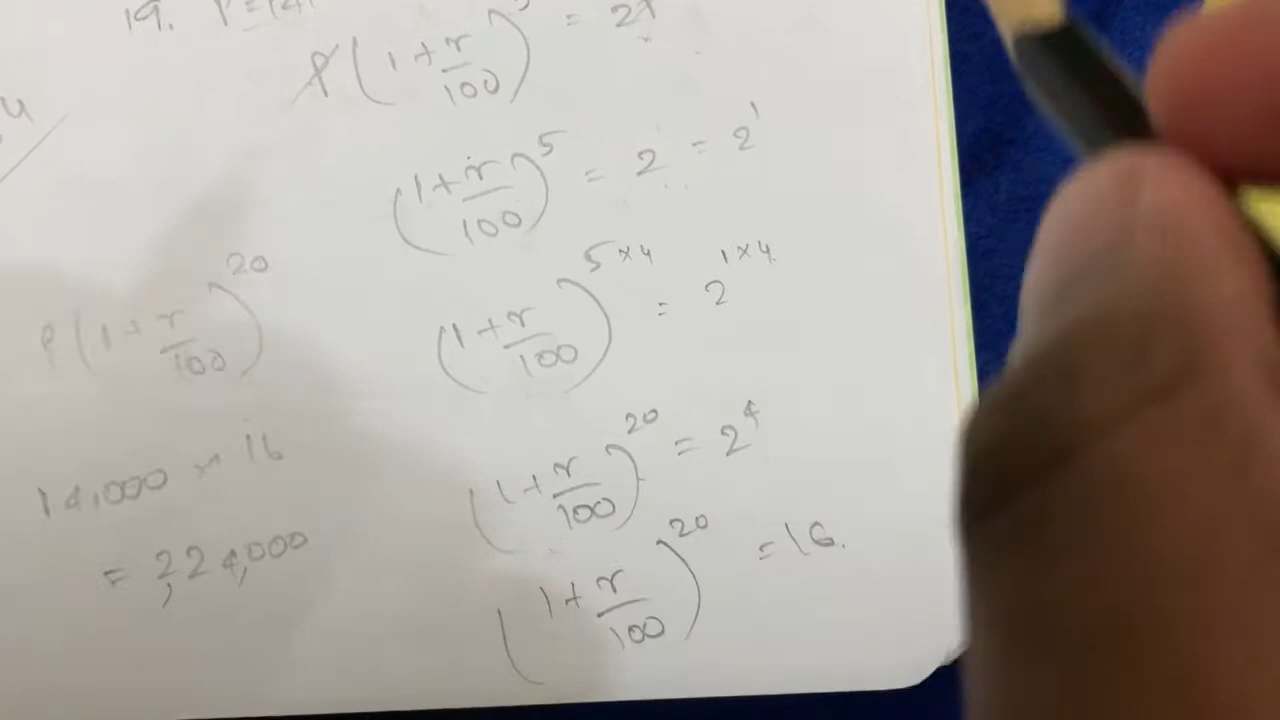 19. P = 14
P(1 + r/100)^5 = 2P
(1 + r/100)^5 = 2 = 2^1
(1 + r/100)^5×4 = 2^1×4
(1 + r/100)^20 = 2^4
(1 + r/100)^20 = 16.
P(1 + r/100)^20
14,000 × 16
= 2,24,000